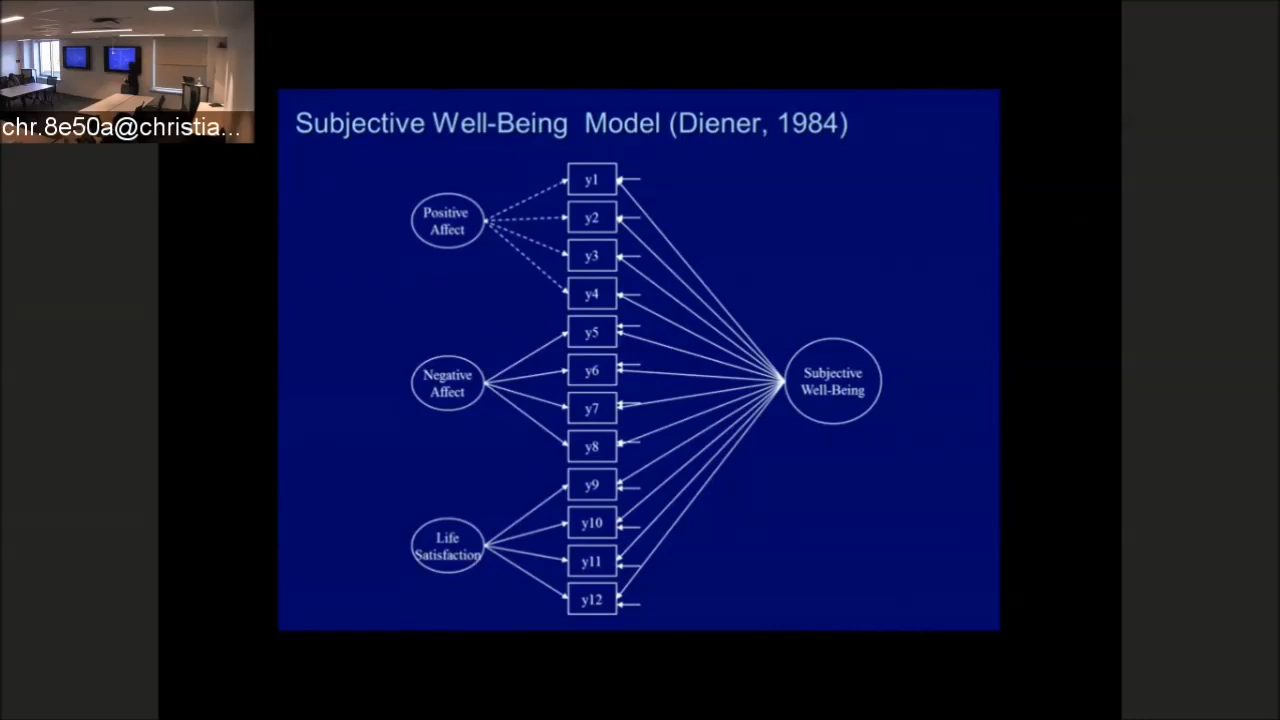 chr.8e50a@christia...
Subjective Well-Being Model (Diener, 1984)
Positive
Affect
Negative
Affect
Life
Satisfaction
y1
y2
y3
y4
y5
y6
y7
y8
y9
y10
y11
y12
Subjective
Well-Being